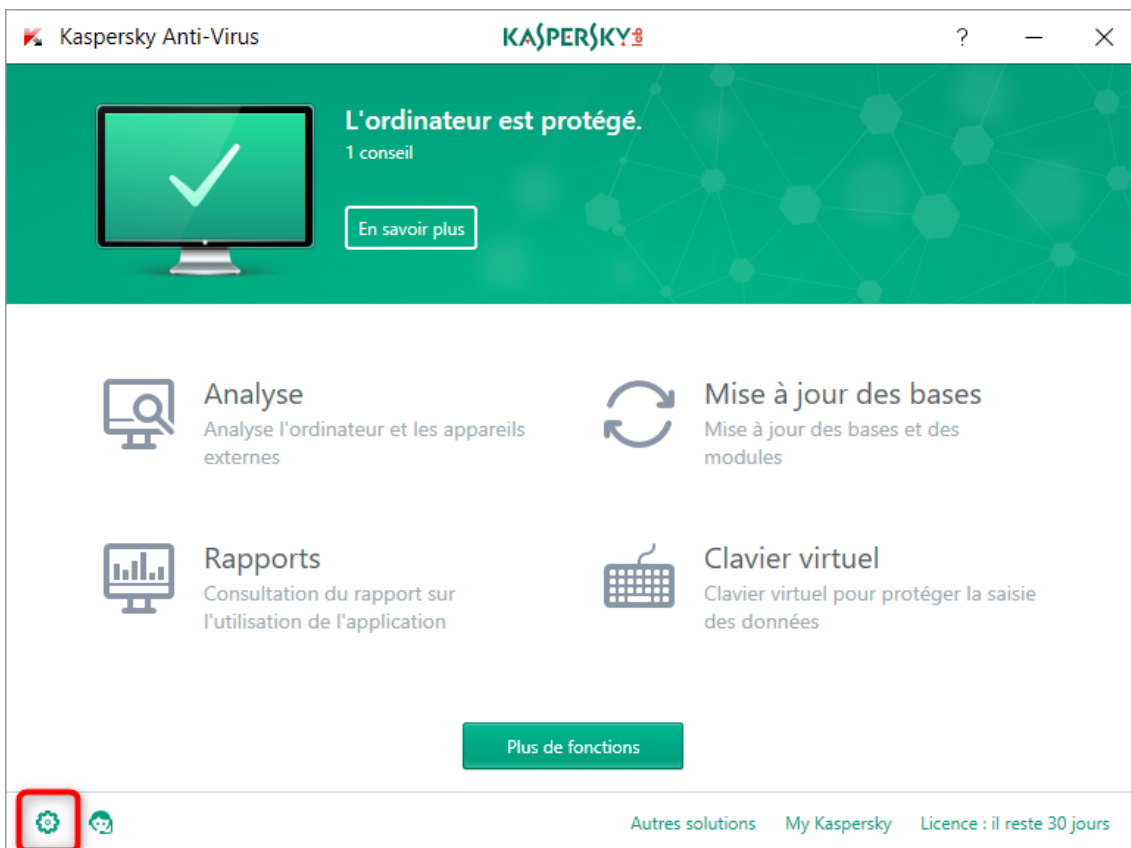 Kaspersky Anti-Virus
KASPERSKY lab
?
L'ordinateur est protégé.
1 conseil
En savoir plus
Analyse
Analyse l'ordinateur et les appareils
externes
Mise à jour des bases
Mise à jour des bases et des
modules
Rapports
Consultation du rapport sur
l'utilisation de l'application
Clavier virtuel
Clavier virtuel pour protéger la saisie
des données
Plus de fonctions
Autres solutions
My Kaspersky
Licence : il reste 30 jours